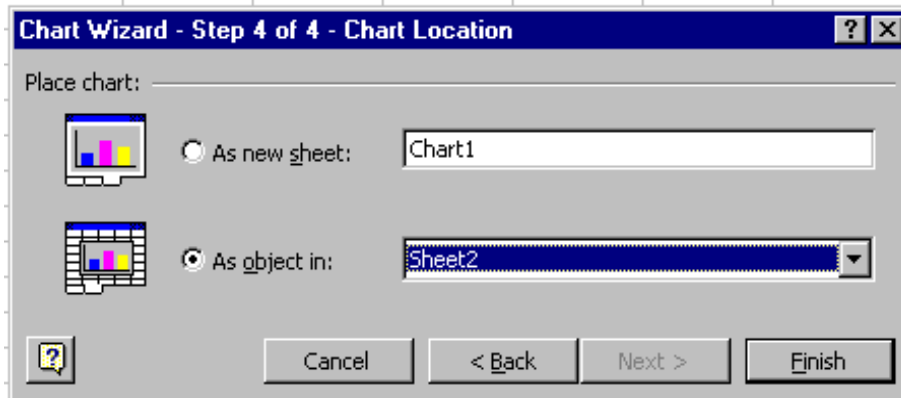 Chart Wizard - Step 4 of 4 - Chart Location
Place chart:
As new sheet: Chart1
As object in: Sheet2
Cancel < Back Next > Finish